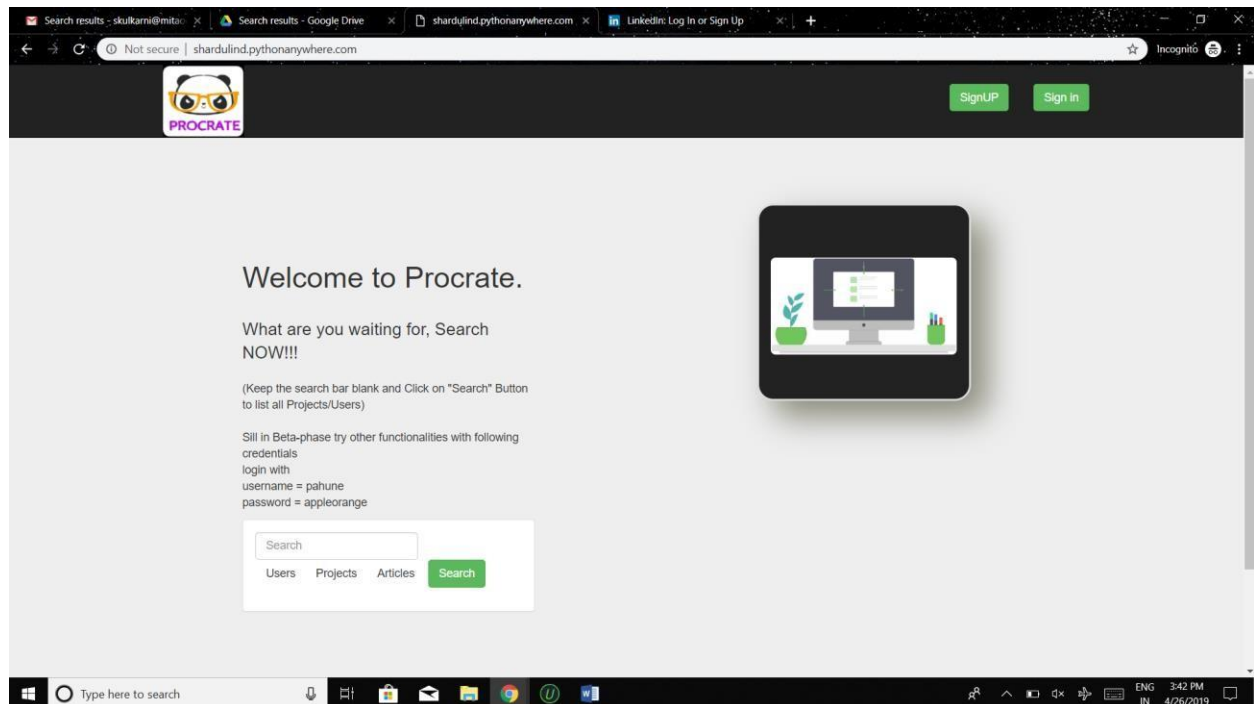 Search results - skulkarni@mitao
Search results - Google Drive
shardulind.pythonanywhere.com
LinkedIn: Log In or Sign Up
Not secure | shardulind.pythonanywhere.com
Incognito
PROCRATE
SignUP
Sign in
Welcome to Procrate.
What are you waiting for, Search
NOW!!!
(Keep the search bar blank and Click on "Search" Button
to list all Projects/Users)
Sill in Beta-phase try other functionalities with following
credentials
login with
username = pahune
password = appleorange
Search
Users Projects Articles Search
Type here to search
ENG 3:42 PM
IN 4/26/2019